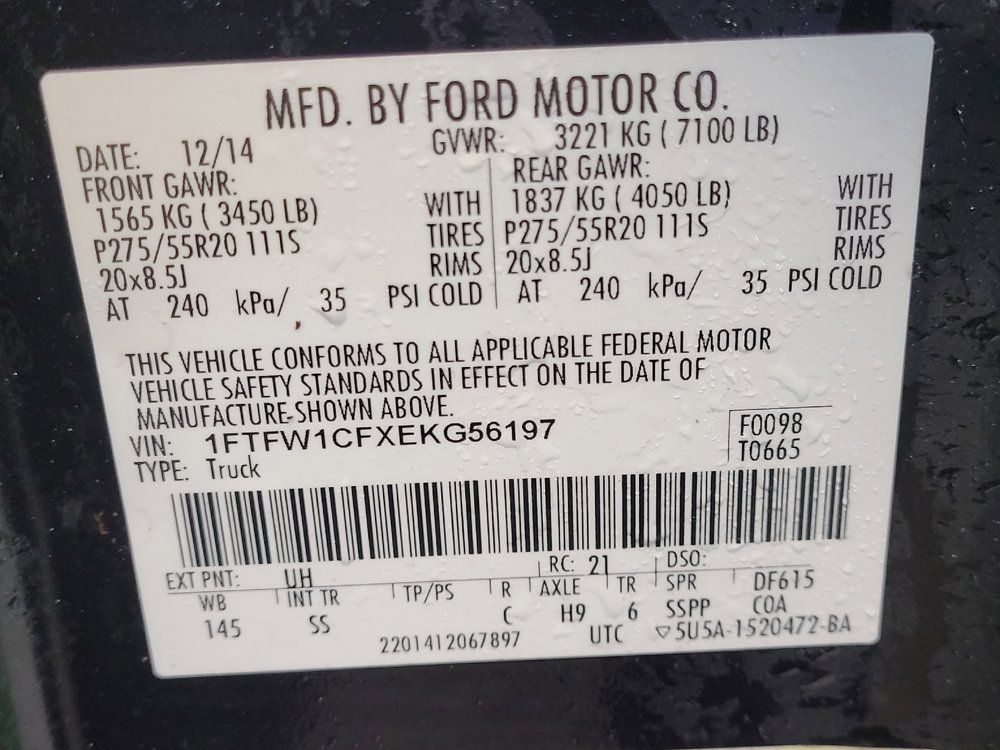 MFD. BY FORD MOTOR CO.
DATE: 12/14 GVWR: 3221 KG ( 7100 LB)
FRONT GAWR: REAR GAWR:
1565 KG ( 3450 LB) WITH 1837 KG ( 4050 LB) WITH
P275/55R20 111S TIRES P275/55R20 111S TIRES
20x8.5J RIMS 20x8.5J RIMS
AT 240 kPa/ 35 PSI COLD AT 240 kPa/ 35 PSI COLD
THIS VEHICLE CONFORMS TO ALL APPLICABLE FEDERAL MOTOR
VEHICLE SAFETY STANDARDS IN EFFECT ON THE DATE OF
MANUFACTURE SHOWN ABOVE.
VIN: 1FTFW1CFXEKG56197 F0098
TYPE: Truck T0665
EXT PNT: UH RC: 21 DSO:
WB INT TR TP/PS R AXLE TR SPR DF615
145 SS C H9 6 SSPP COA
2201412067897 UTC ▽5U5A-1520472-BA